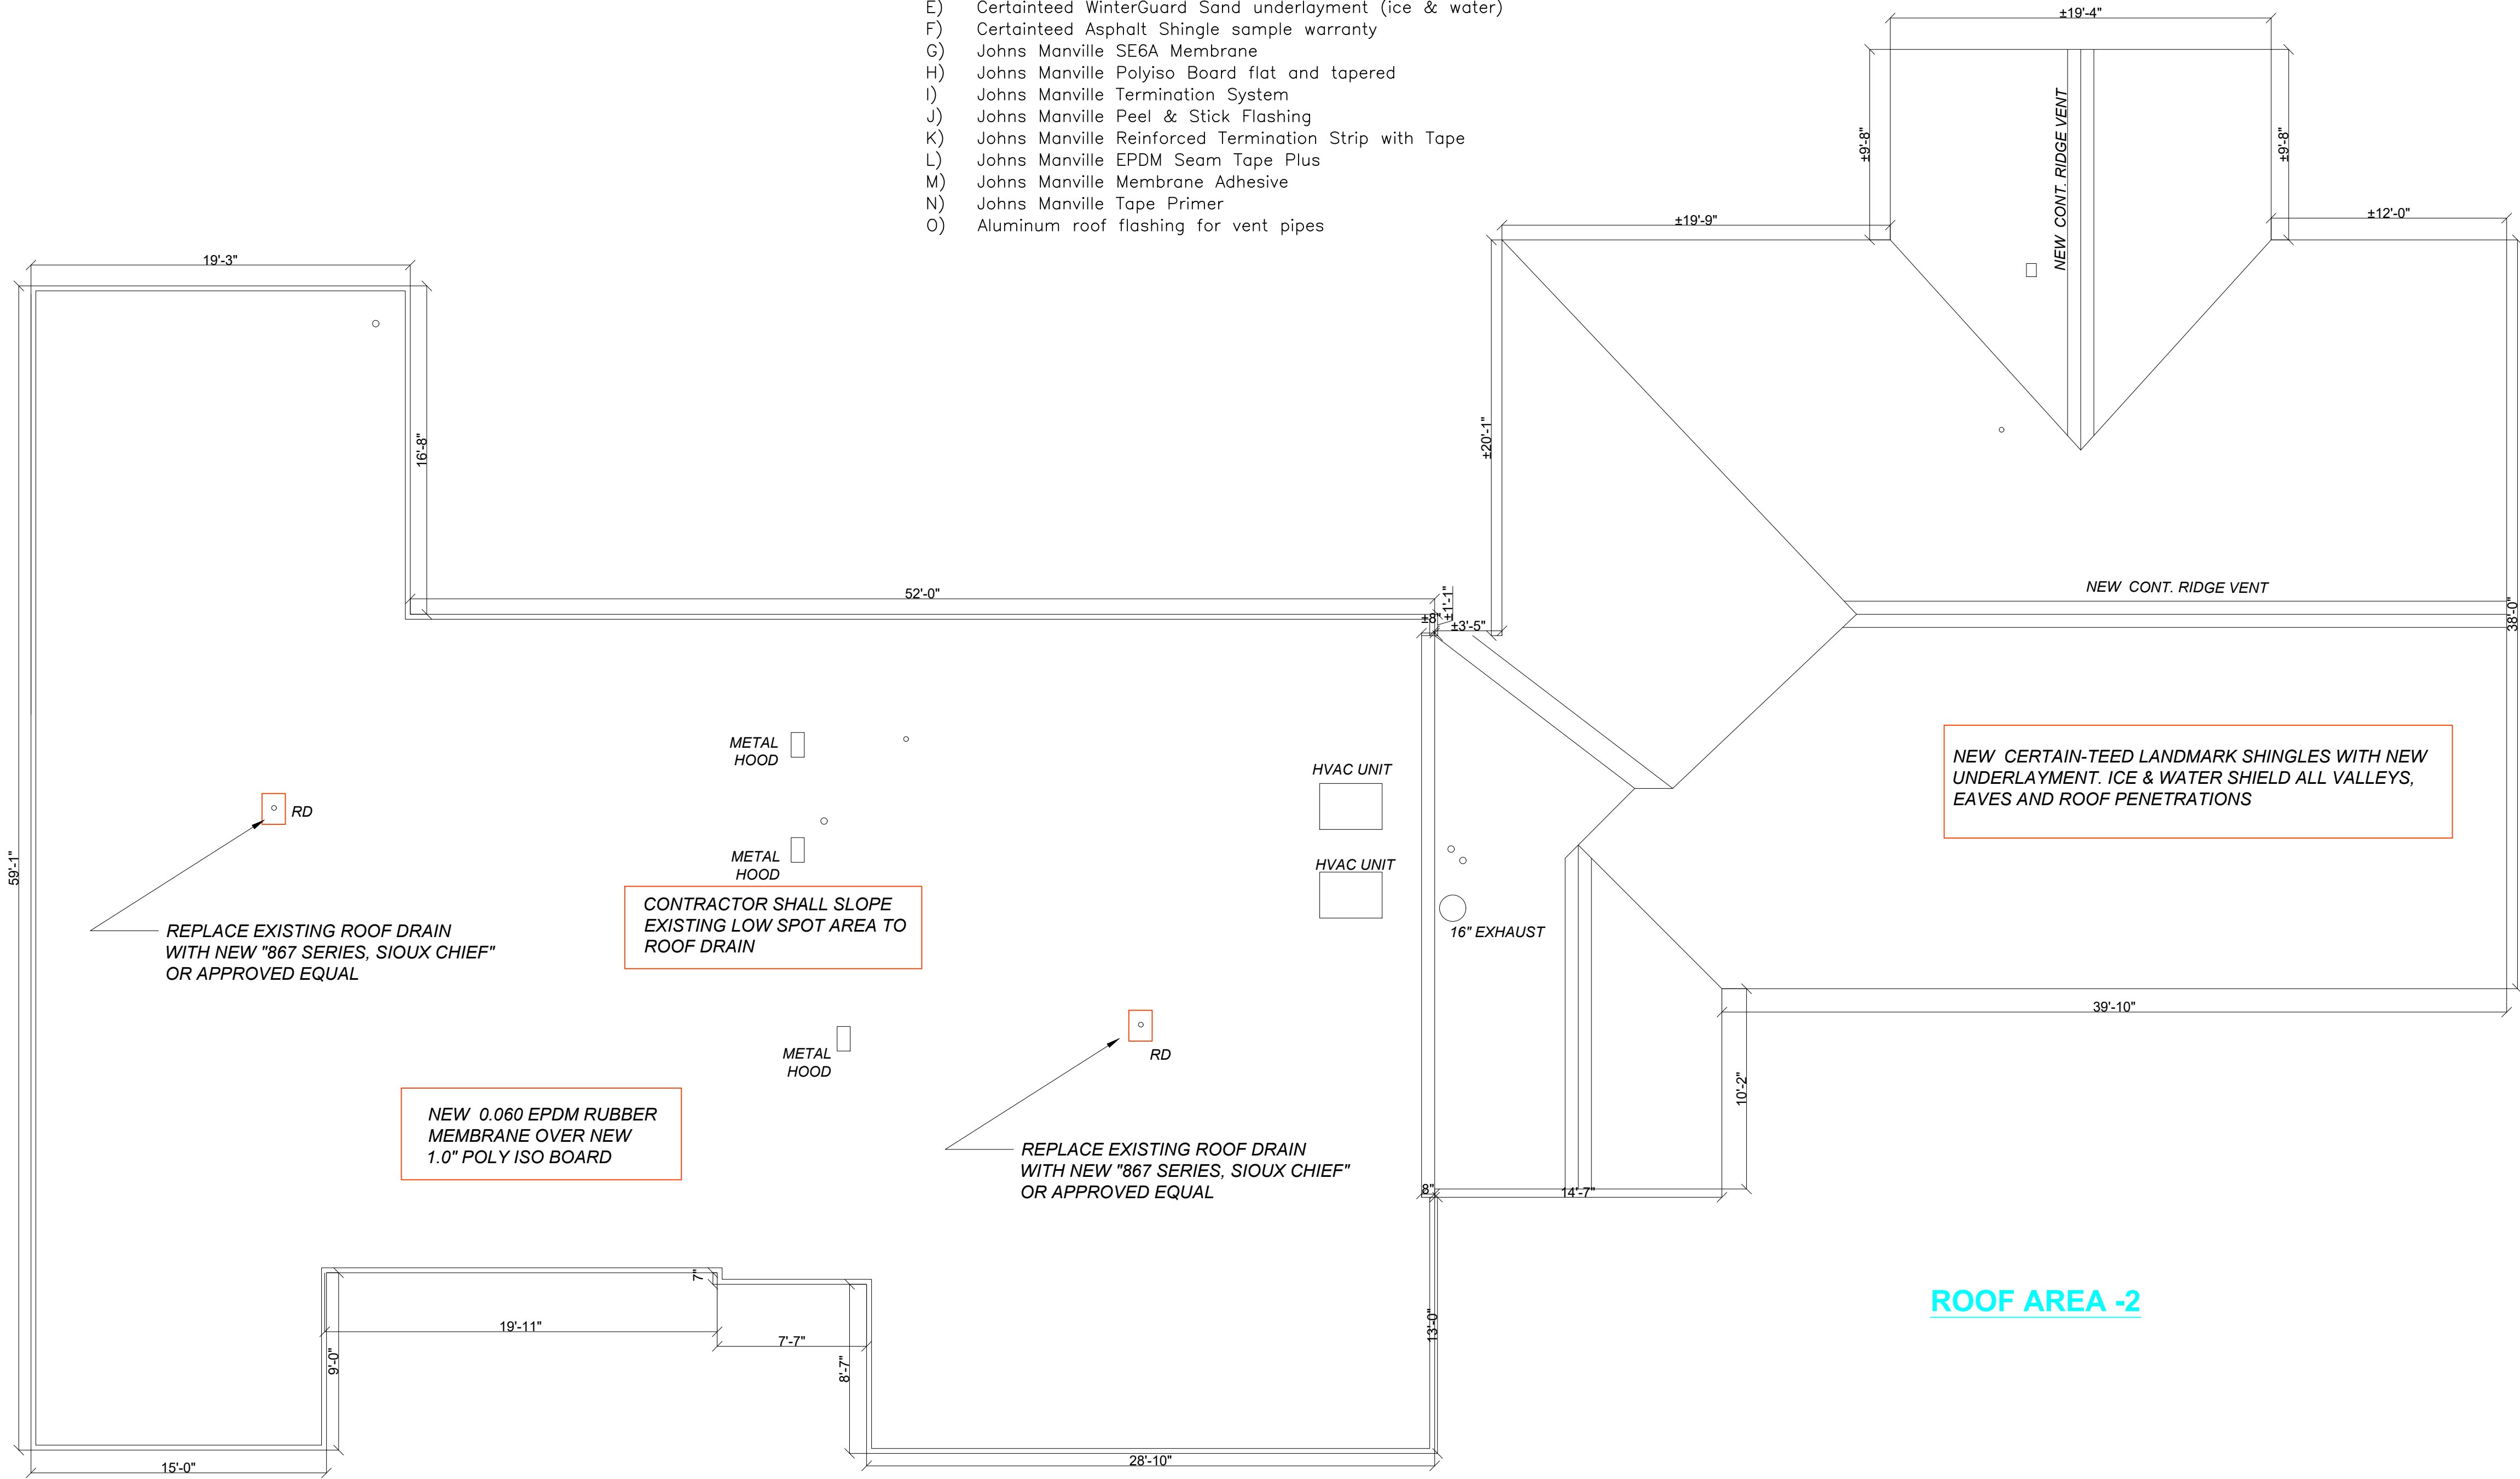 E) Certainteed WinterGuard Sand underlayment (ice & water)
F) Certainteed Asphalt Shingle sample warranty
G) Johns Manville SE6A Membrane
H) Johns Manville Polyiso Board flat and tapered
I) Johns Manville Termination System
J) Johns Manville Peel & Stick Flashing
K) Johns Manville Reinforced Termination Strip with Tape
L) Johns Manville EPDM Seam Tape Plus
M) Johns Manville Membrane Adhesive
N) Johns Manville Tape Primer
O) Aluminum roof flashing for vent pipes
±19'-4"
±9'-8"
NEW CONT. RIDGE VENT
±9'-8"
±19'-9"
±12'-0"
19'-3"
16'-8"
±20'-1"
52'-0"
±8"
±1'-1"
±3'-5"
NEW CONT. RIDGE VENT
38'-0"
METAL
HOOD
HVAC UNIT
NEW CERTAIN-TEED LANDMARK SHINGLES WITH NEW
UNDERLAYMENT. ICE & WATER SHIELD ALL VALLEYS,
EAVES AND ROOF PENETRATIONS
RD
59'-1"
METAL
HOOD
HVAC UNIT
CONTRACTOR SHALL SLOPE
EXISTING LOW SPOT AREA TO
ROOF DRAIN
REPLACE EXISTING ROOF DRAIN
WITH NEW "867 SERIES, SIOUX CHIEF"
OR APPROVED EQUAL
16" EXHAUST
39'-10"
METAL
HOOD
RD
10'-2"
NEW 0.060 EPDM RUBBER
MEMBRANE OVER NEW
1.0" POLY ISO BOARD
REPLACE EXISTING ROOF DRAIN
WITH NEW "867 SERIES, SIOUX CHIEF"
OR APPROVED EQUAL
8"
14'-7"
7"
19'-11"
7'-7"
9'-0"
8'-7"
13'-0"
ROOF AREA -2
15'-0"
28'-10"